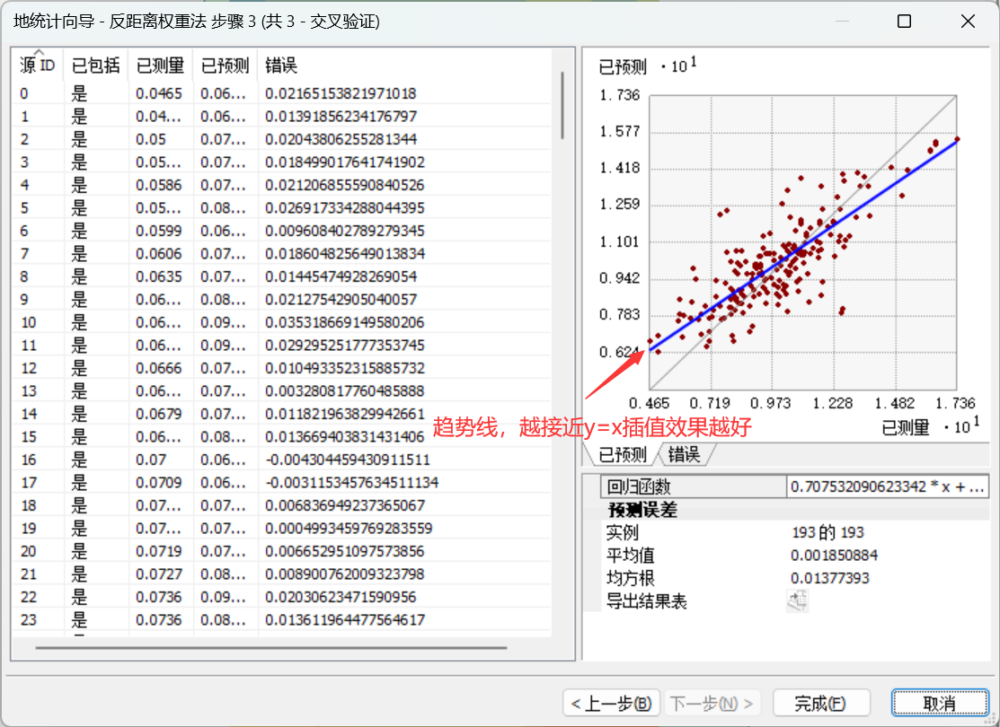 地统计向导 - 反距离权重法 步骤 3 (共 3 - 交叉验证)
源 ID 已包括 已测量 已预测 错误
0 是 0.0465 0.06... 0.02165153821971018
1 是 0.04... 0.06... 0.01391856234176797
2 是 0.05 0.07... 0.02043806255281344
3 是 0.05... 0.07... 0.018499017641741902
4 是 0.0586 0.07... 0.021206855590840526
5 是 0.05... 0.08... 0.026917334288044395
6 是 0.0599 0.06... 0.009608402789279345
7 是 0.0606 0.07... 0.018604825649013834
8 是 0.0635 0.07... 0.01445474928269054
9 是 0.06... 0.08... 0.02127542905040057
10 是 0.06... 0.09... 0.035318669149580206
11 是 0.06... 0.09... 0.029295251777353745
12 是 0.0666 0.07... 0.010493352315885732
13 是 0.06... 0.07... 0.003280817760485888
14 是 0.0679 0.07... 0.011821963829942661
15 是 0.06... 0.08... 0.013669403831431406
16 是 0.07 0.06... -0.004304459430911511
17 是 0.0709 0.06... -0.0031153457634511134
18 是 0.07... 0.07... 0.006836949237365067
19 是 0.07... 0.07... 0.0004993459769283559
20 是 0.0719 0.07... 0.006652951097573856
21 是 0.0727 0.08... 0.008900762009323798
22 是 0.0736 0.09... 0.02030623471590956
23 是 0.0736 0.08... 0.013611964477564617
已预测 · 10 1
1.736
1.577
1.418
1.259
1.101
0.942
0.783
0.624
0.465 0.719 0.973 1.228 1.482 1.736
已测量 · 10 1
趋势线，越接近y=x插值效果越好
已预测 错误
回归函数 0.707532090623342 * x + ...
预测误差
实例 193 的 193
平均值 0.001850884
均方根 0.01377393
导出结果表
< 上一步(B) 下一步(N) > 完成(F) 取消